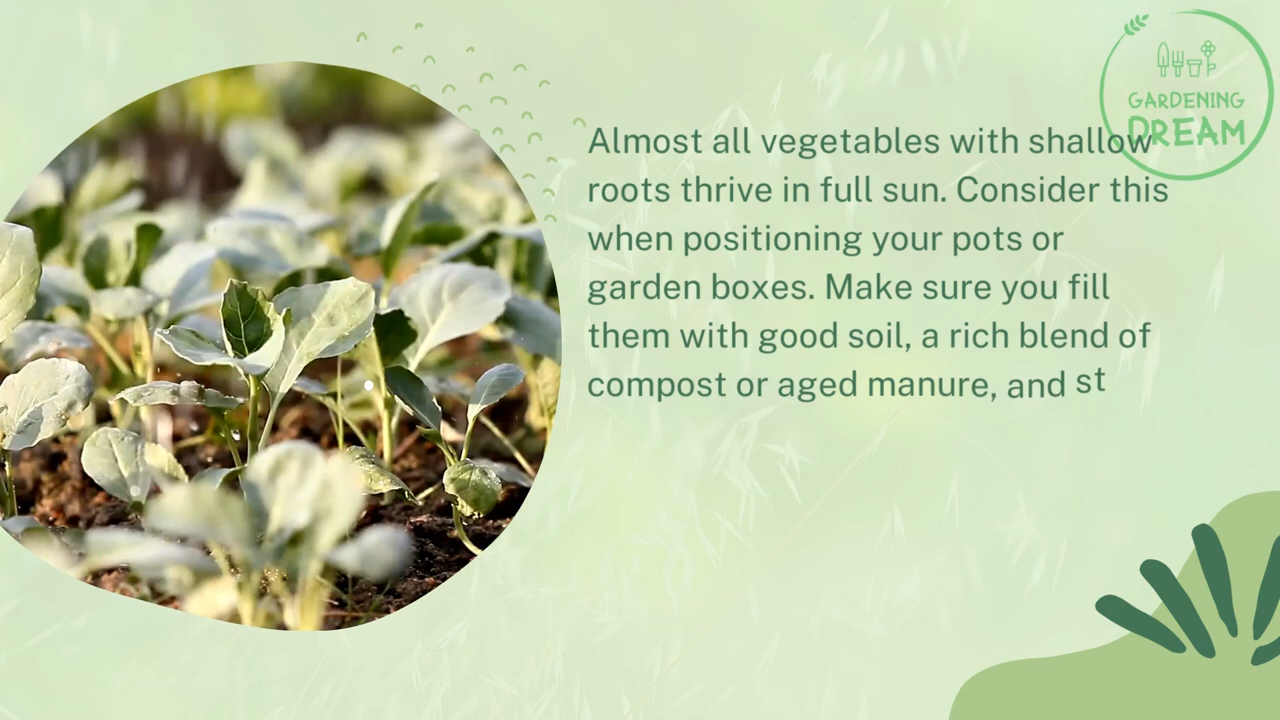 GARDENING
DREAM
Almost all vegetables with shallow
roots thrive in full sun. Consider this
when positioning your pots or
garden boxes. Make sure you fill
them with good soil, a rich blend of
compost or aged manure, and st